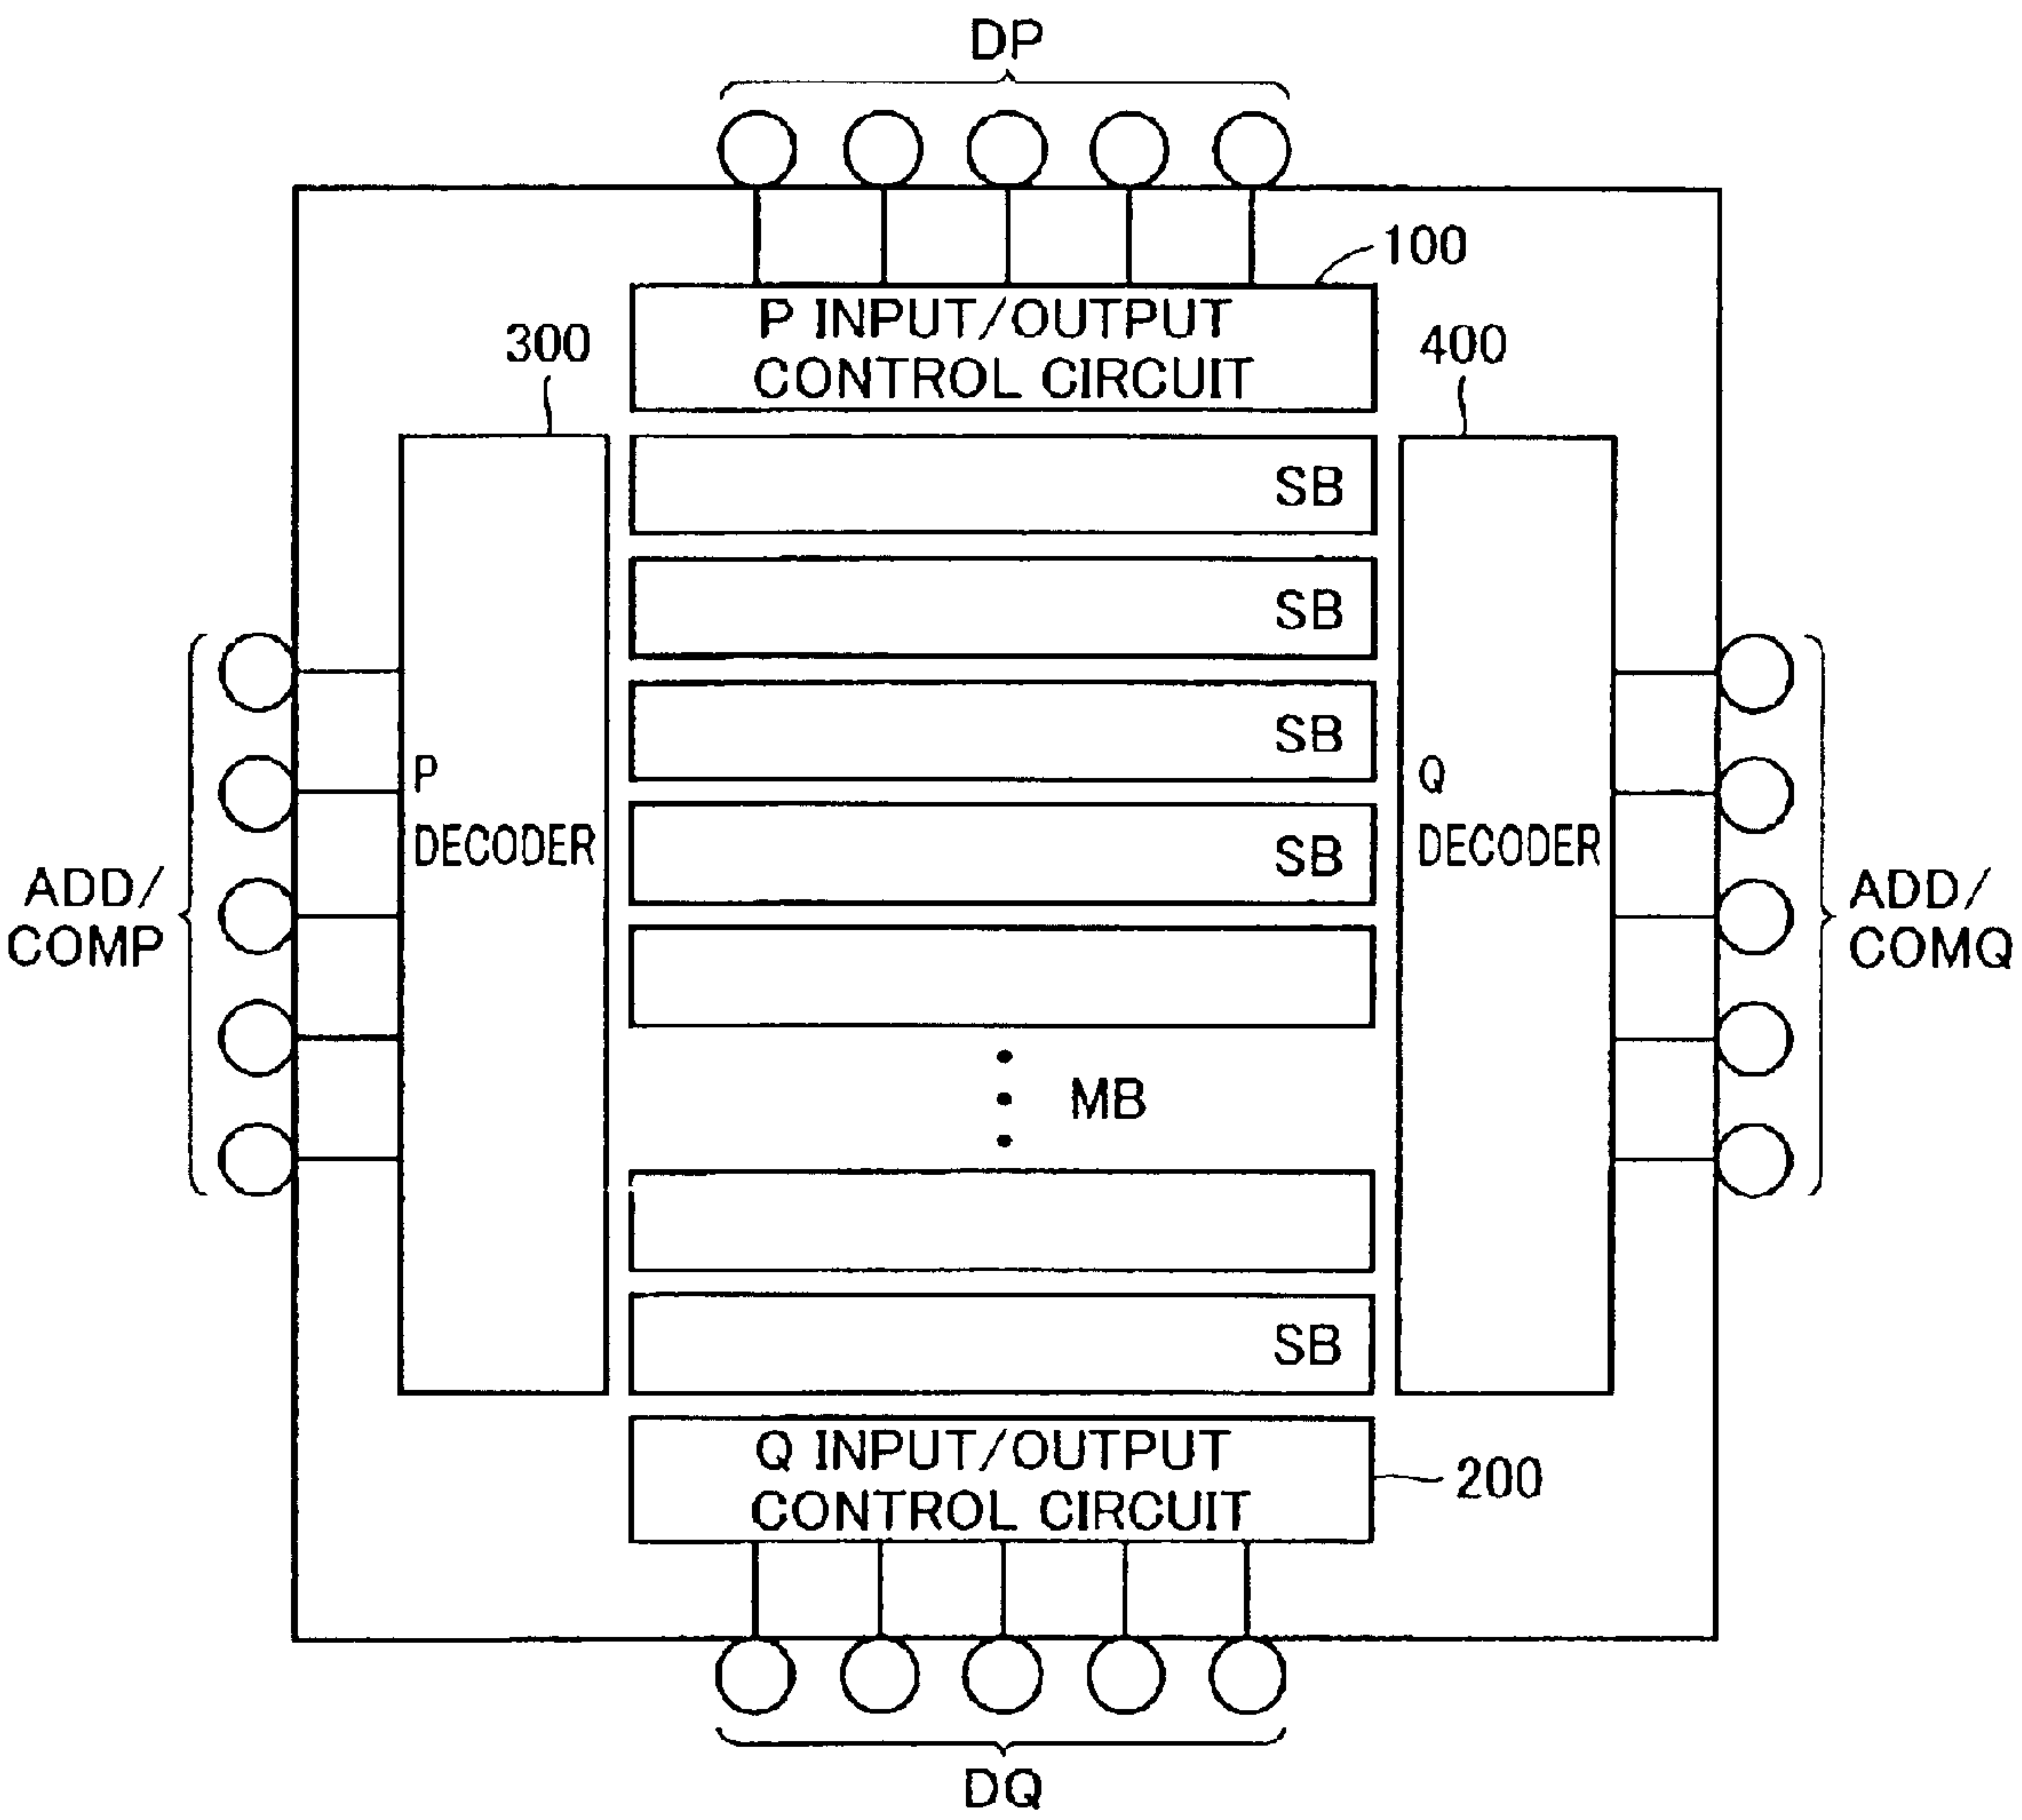 DP
100
P INPUT/OUTPUT
CONTROL CIRCUIT
300
400
SB
SB
SB
P
DECODER
Q
DECODER
SB
ADD/
COMP
ADD/
COMQ
MB
SB
Q INPUT/OUTPUT
CONTROL CIRCUIT
200
DQ